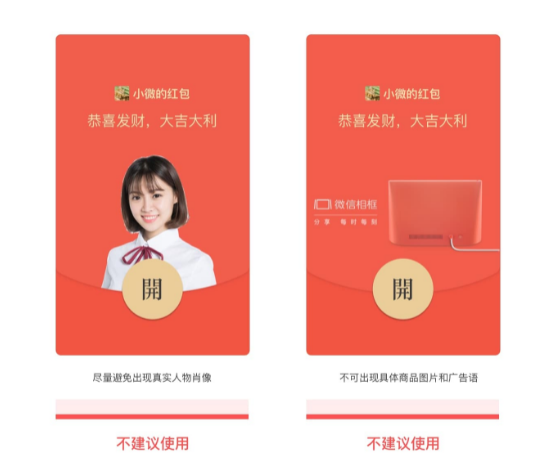 小微的红包
恭喜发财，大吉大利
開
尽量避免出现真实人物肖像
不建议使用
小微的红包
恭喜发财，大吉大利
微信相框
分享 每时每刻
開
不可出现具体商品图片和广告语
不建议使用